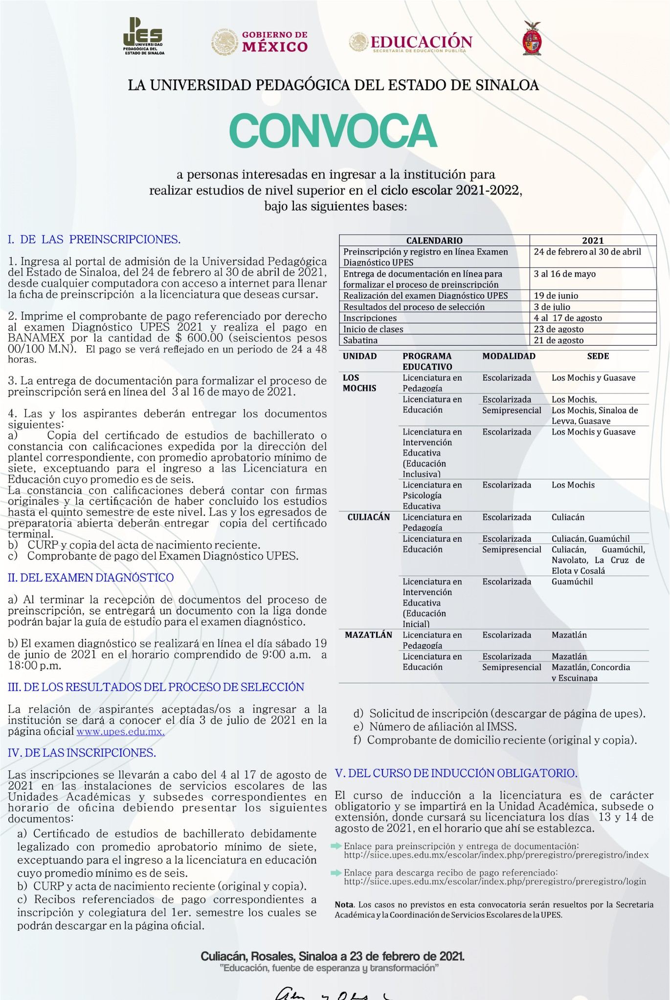 UPES
UNIVERSIDAD
PEDAGÓGICA DEL
ESTADO DE SINALOA
GOBIERNO DE
MÉXICO
EDUCACIÓN
SECRETARÍA DE EDUCACIÓN PÚBLICA
LA UNIVERSIDAD PEDAGÓGICA DEL ESTADO DE SINALOA
CONVOCA
a personas interesadas en ingresar a la institución para
realizar estudios de nivel superior en el ciclo escolar 2021-2022,
bajo las siguientes bases:
I. DE LAS PREINSCRIPCIONES.
1. Ingresa al portal de admisión de la Universidad Pedagógica
del Estado de Sinaloa, del 24 de febrero al 30 de abril de 2021,
desde cualquier computadora con acceso a internet para llenar
la ficha de preinscripción a la licenciatura que deseas cursar.
2. Imprime el comprobante de pago referenciado por derecho
al examen Diagnóstico UPES 2021 y realiza el pago en
BANAMEX por la cantidad de $ 600.00 (seiscientos pesos
00/100 M.N). El pago se verá reflejado en un periodo de 24 a 48
horas.
3. La entrega de documentación para formalizar el proceso de
preinscripción será en línea del 3 al 16 de mayo de 2021.
4. Las y los aspirantes deberán entregar los documentos
siguientes:
a) Copia del certificado de estudios de bachillerato o
constancia con calificaciones expedida por la dirección del
plantel correspondiente, con promedio aprobatorio mínimo de
siete, exceptuando para el ingreso a las Licenciatura en
Educación cuyo promedio es de seis.
La constancia con calificaciones deberá contar con firmas
originales y la certificación de haber concluido los estudios
hasta el quinto semestre de este nivel. Las y los egresados de
preparatoria abierta deberán entregar copia del certificado
terminal.
b) CURP y copia del acta de nacimiento reciente.
c) Comprobante de pago del Examen Diagnóstico UPES.
II. DEL EXAMEN DIAGNÓSTICO
a) Al terminar la recepción de documentos del proceso de
preinscripción, se entregará un documento con la liga donde
podrán bajar la guía de estudio para el examen diagnóstico.
b) El examen diagnóstico se realizará en línea el día sábado 19
de junio de 2021 en el horario comprendido de 9:00 a.m. a
18:00 p.m.
III. DE LOS RESULTADOS DEL PROCESO DE SELECCIÓN
La relación de aspirantes aceptadas/os a ingresar a la
institución se dará a conocer el día 3 de julio de 2021 en la
página oficial www.upes.edu.mx.
IV. DE LAS INSCRIPCIONES.
Las inscripciones se llevarán a cabo del 4 al 17 de agosto de
2021 en las instalaciones de servicios escolares de las
Unidades Académicas y subsedes correspondientes en
horario de oficina debiendo presentar los siguientes
documentos:
a) Certificado de estudios de bachillerato debidamente
legalizado con promedio aprobatorio mínimo de siete,
exceptuando para el ingreso a la licenciatura en educación
cuyo promedio mínimo es de seis.
b) CURP y acta de nacimiento reciente (original y copia).
c) Recibos referenciados de pago correspondientes a
inscripción y colegiatura del 1er. semestre los cuales se
podrán descargar en la página oficial.
CALENDARIO 2021
Preinscripción y registro en línea Examen 24 de febrero al 30 de abril
Diagnóstico UPES
Entrega de documentación en línea para 3 al 16 de mayo
formalizar el proceso de preinscripción
Realización del examen Diagnóstico UPES 19 de junio
Resultados del proceso de selección 3 de julio
Inscripciones 4 al 17 de agosto
Inicio de clases 23 de agosto
Sabatina 21 de agosto
UNIDAD PROGRAMA MODALIDAD SEDE
EDUCATIVO
LOS Licenciatura en Escolarizada Los Mochis y Guasave
MOCHIS Pedagogía
Licenciatura en Escolarizada Los Mochis,
Educación Semipresencial Los Mochis, Sinaloa de
Leyva, Guasave
Licenciatura en Escolarizada Los Mochis y Guasave
Intervención
Educativa
(Educación
Inclusiva)
Licenciatura en Escolarizada Los Mochis
Psicología
Educativa
CULIACÁN Licenciatura en Escolarizada Culiacán
Pedagogía
Licenciatura en Escolarizada Culiacán, Guamúchil
Educación Semipresencial Culiacán, Guamúchil,
Navolato, La Cruz de
Elota y Cosalá
Licenciatura en Escolarizada Guamúchil
Intervención
Educativa
(Educación
Inicial)
MAZATLÁN Licenciatura en Escolarizada Mazatlán
Pedagogía
Licenciatura en Escolarizada Mazatlán
Educación Semipresencial Mazatlán, Concordia
y Escuinapa
d) Solicitud de inscripción (descargar de página de upes).
e) Número de afiliación al IMSS.
f) Comprobante de domicilio reciente (original y copia).
V. DEL CURSO DE INDUCCIÓN OBLIGATORIO.
El curso de inducción a la licenciatura es de carácter
obligatorio y se impartirá en la Unidad Académica, subsede o
extensión, donde cursará su licenciatura los días 13 y 14 de
agosto de 2021, en el horario que ahí se establezca.
Enlace para preinscripción y entrega de documentación:
http://siice.upes.edu.mx/escolar/index.php/preregistro/preregistro/index
Enlace para descarga recibo de pago referenciado:
http://siice.upes.edu.mx/escolar/index.php/preregistro/preregistro/login
Nota. Los casos no previstos en esta convocatoria serán resueltos por la Secretaria
Académica y la Coordinación de Servicios Escolares de la UPES.
Culiacán, Rosales, Sinaloa a 23 de febrero de 2021.
"Educación, fuente de esperanza y transformación"